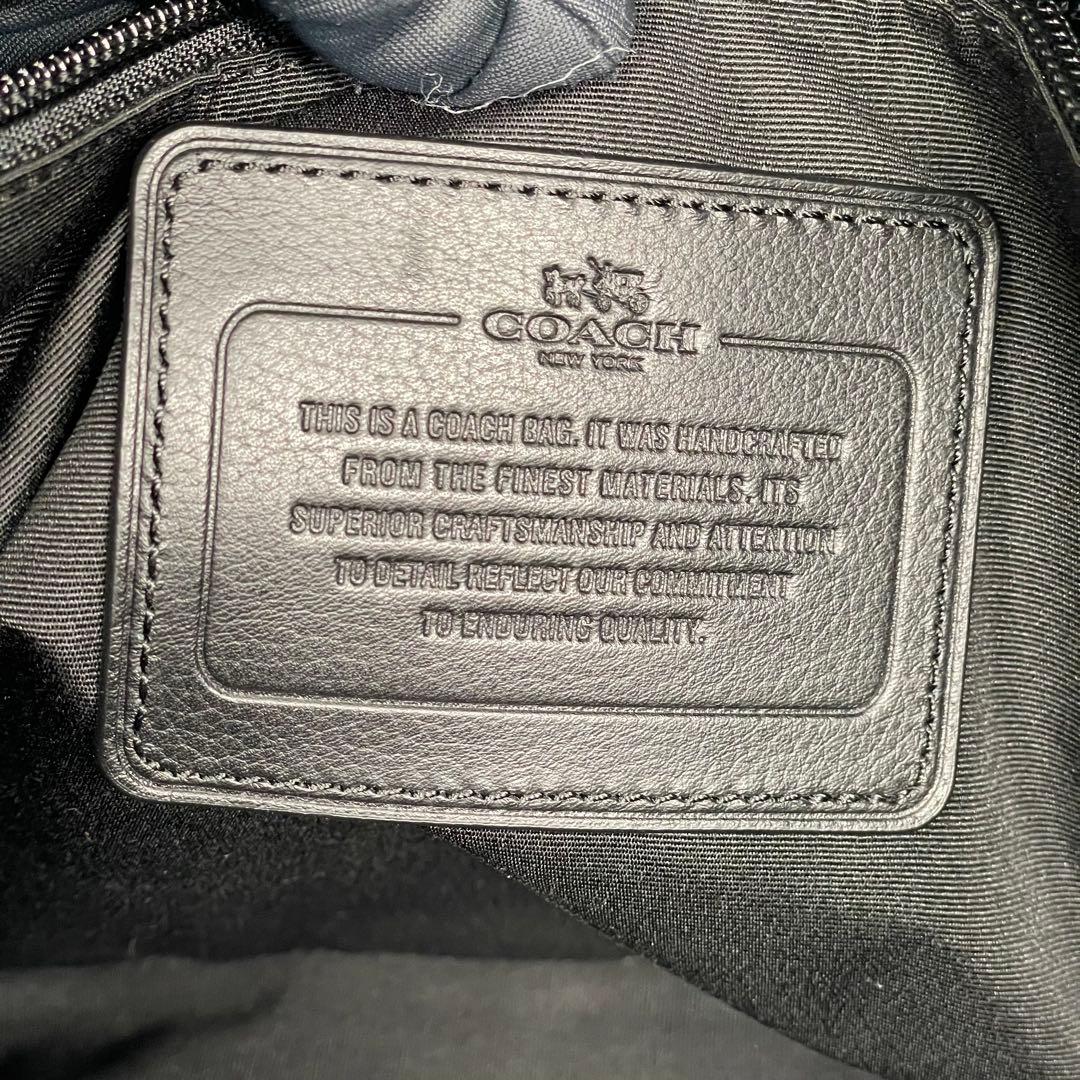 COACH
NEW YORK
THIS IS A COACH BAG. IT WAS HANDCRAFTED
FROM THE FINEST MATERIALS. ITS
SUPERIOR CRAFTSMANSHIP AND ATTENTION
TO DETAIL REFLECT OUR COMMITMENT
TO ENDURING QUALITY.